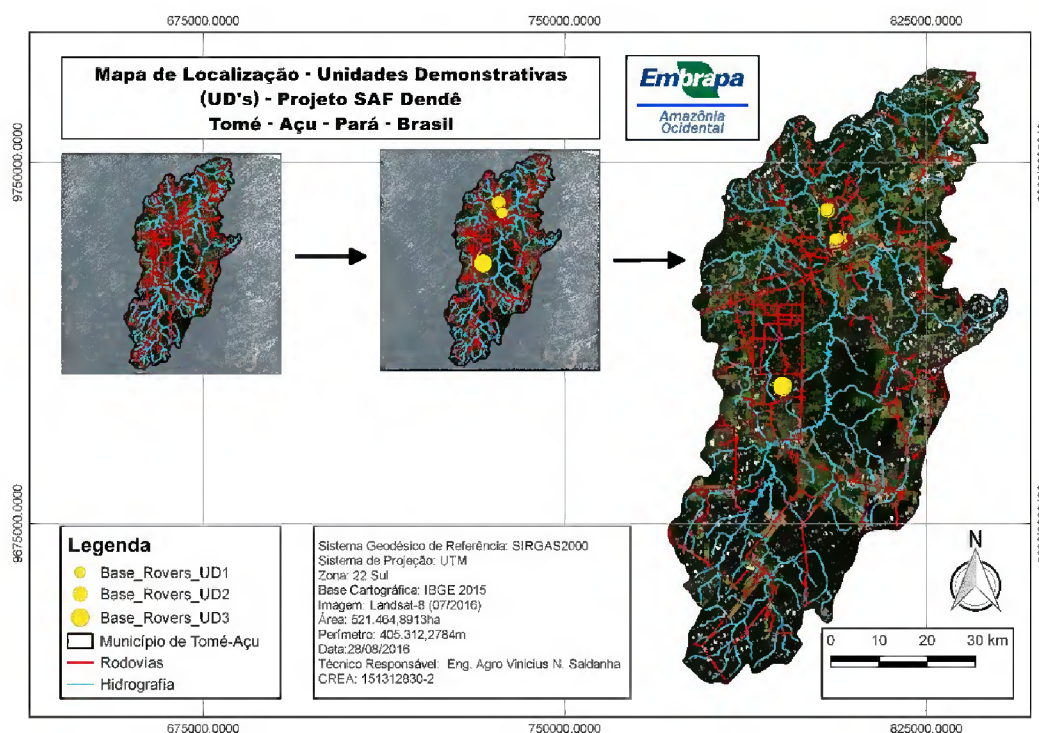 675000.0000 750000.0000 825000.0000
Mapa de Localização - Unidades Demonstrativas
(UD's) - Projeto SAF Dendê
Tomé - Açu - Pará - Brasil
Embrapa
Amazônia
Ocidental
9750000.0000
9675000.0000
Legenda
Base_Rovers_UD1
Base_Rovers_UD2
Base_Rovers_UD3
Município de Tomé-Açu
Rodovias
Hidrografia
Sistema Geodésico de Referência: SIRGAS2000
Sistema de Projeção: UTM
Zona: 22 Sul
Base Cartográfica: IBGE 2015
Imagem: Landsat-8 (07/2016)
Área: 521.464,8913ha
Perímetro: 405.312,2784m
Data:28/08/2016
Técnico Responsável: Eng. Agro Vinicius N. Saldanha
CREA: 151312830-2
N
0 10 20 30 km
675000.0000 750000.0000 825000.0000